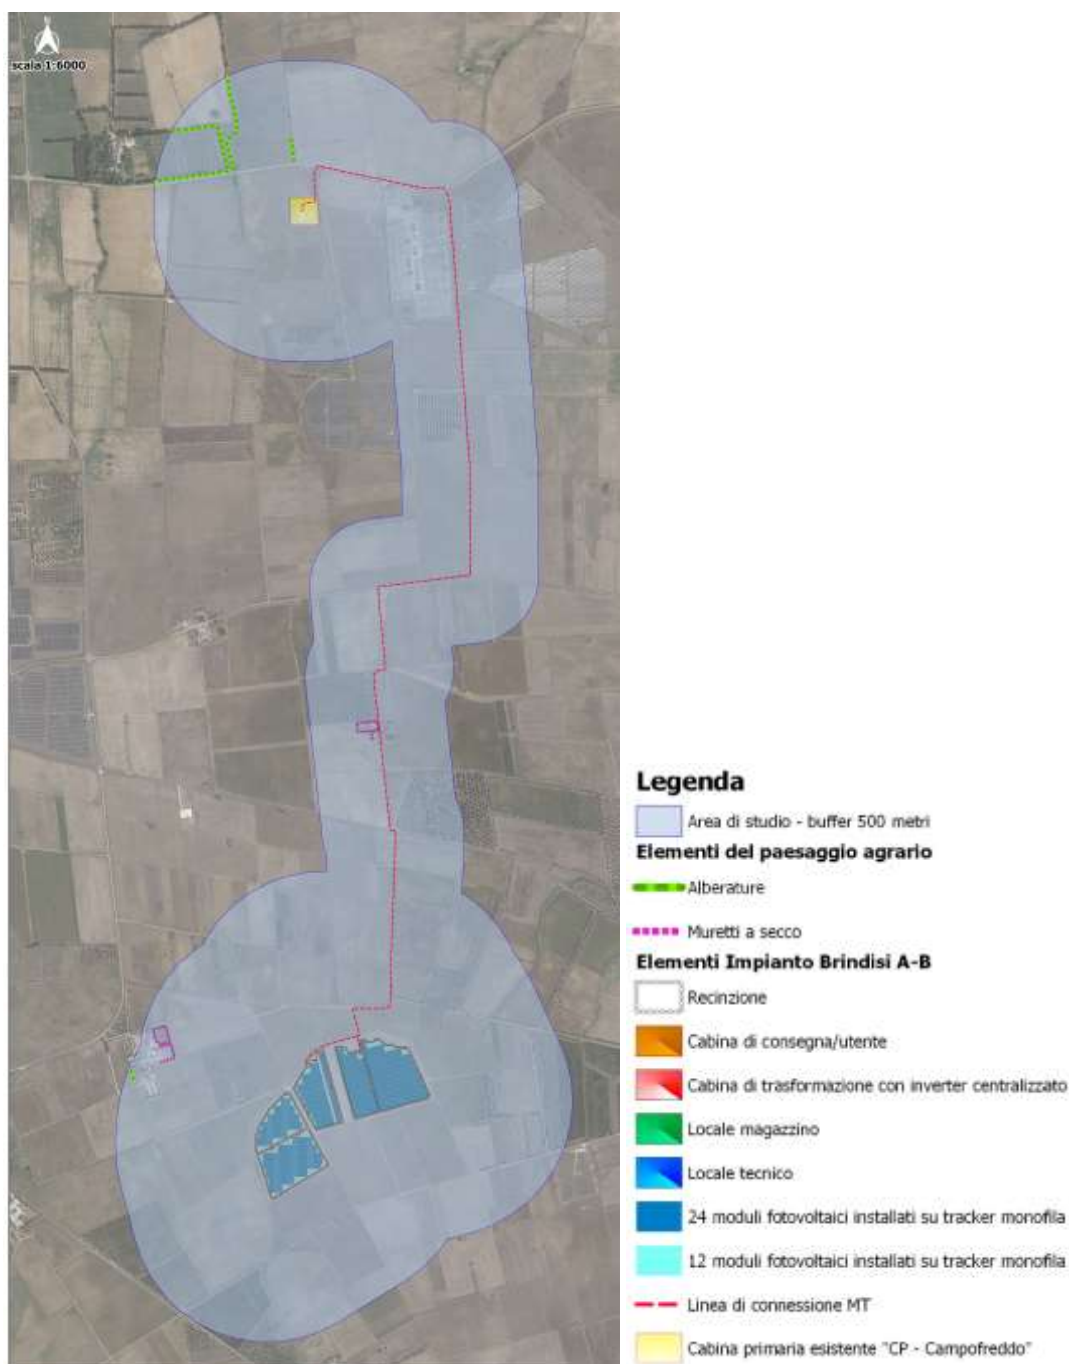 scala 1:6000
Legenda
Area di studio - buffer 500 metri
Elementi del paesaggio agrario
Alberature
Muretti a secco
Elementi Impianto Brindisi A-B
Recinzione
Cabina di consegna/utente
Cabina di trasformazione con inverter centralizzato
Locale magazzino
Locale tecnico
24 moduli fotovoltaici installati su tracker monofila
12 moduli fotovoltaici installati su tracker monofila
Linea di connessione MT
Cabina primaria esistente "CP - Campofreddo"